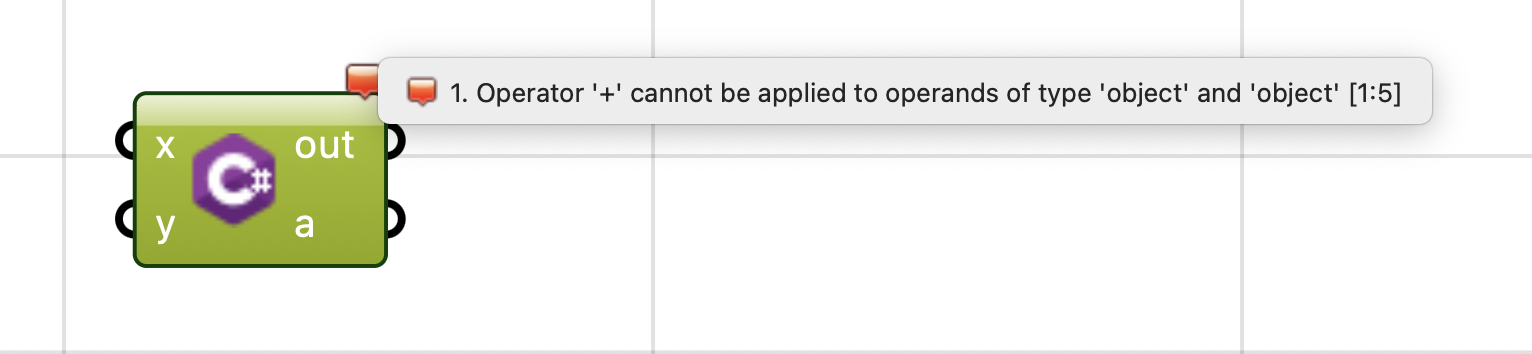 1. Operator '+' cannot be applied to operands of type 'object' and 'object' [1:5]
x C# out
y a